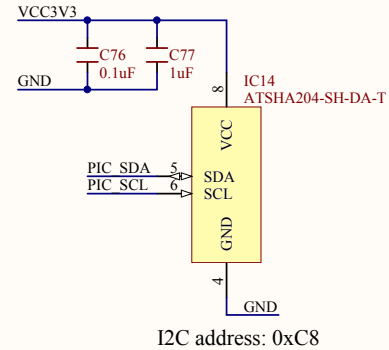 VCC3V3
C76
0.1uF
C77
1uF
GND
IC14
ATSHA204-SH-DA-T
8
VCC
PIC_SDA
5
SDA
PIC_SCL
6
SCL
GND
4
GND
I2C address: 0xC8